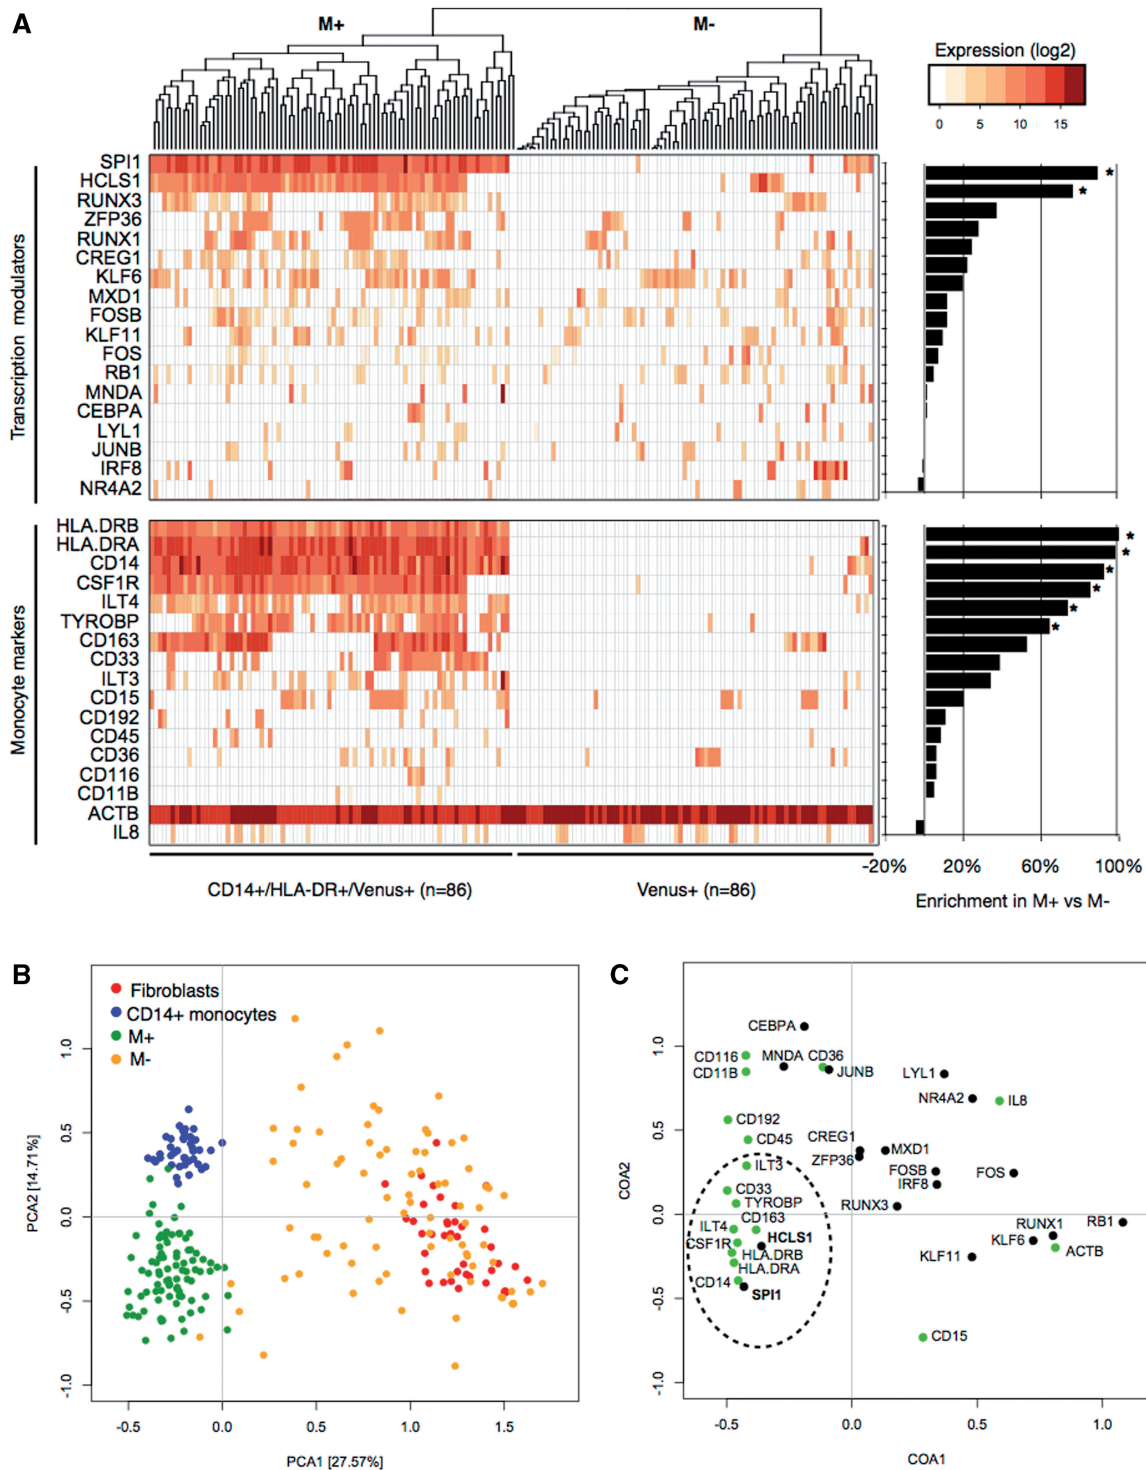 A
M+
M-
Expression (log2)
0 5 10 15
Transcription modulators
SPI1
HCLS1
RUNX3
ZFP36
RUNX1
CREG1
KLF6
MXD1
FOSB
KLF11
FOS
RB1
MNDA
CEBPA
LYL1
JUNB
IRF8
NR4A2
*
*
Monocyte markers
HLA.DRB
HLA.DRA
CD14
CSF1R
ILT4
TYROBP
CD163
CD33
ILT3
CD15
CD192
CD45
CD36
CD116
CD11B
ACTB
IL8
*
*
*
*
*
*
-20% 20% 60% 100%
CD14+/HLA-DR+/Venus+ (n=86)
Venus+ (n=86)
Enrichment in M+ vs M-
B
Fibroblasts
CD14+ monocytes
M+
M-
PCA2 [14.71%]
1.0
0.5
0.0
-0.5
-1.0
-0.5 0.0 0.5 1.0 1.5
PCA1 [27.57%]
C
COA2
1.0
0.5
0.0
-0.5
-1.0
CEBPA
CD116
MNDA
CD36
CD11B
JUNB
LYL1
NR4A2
IL8
CD192
CD45
CREG1
MXD1
ZFP36
ILT3
FOSB
FOS
IRF8
CD33
TYROBP
RUNX3
CD163
ILT4
RUNX1
RB1
HCLS1
KLF6
CSF1R
ACTB
HLA.DRB
KLF11
HLA.DRA
CD14
SPI1
CD15
-0.5 0.0 0.5 1.0
COA1